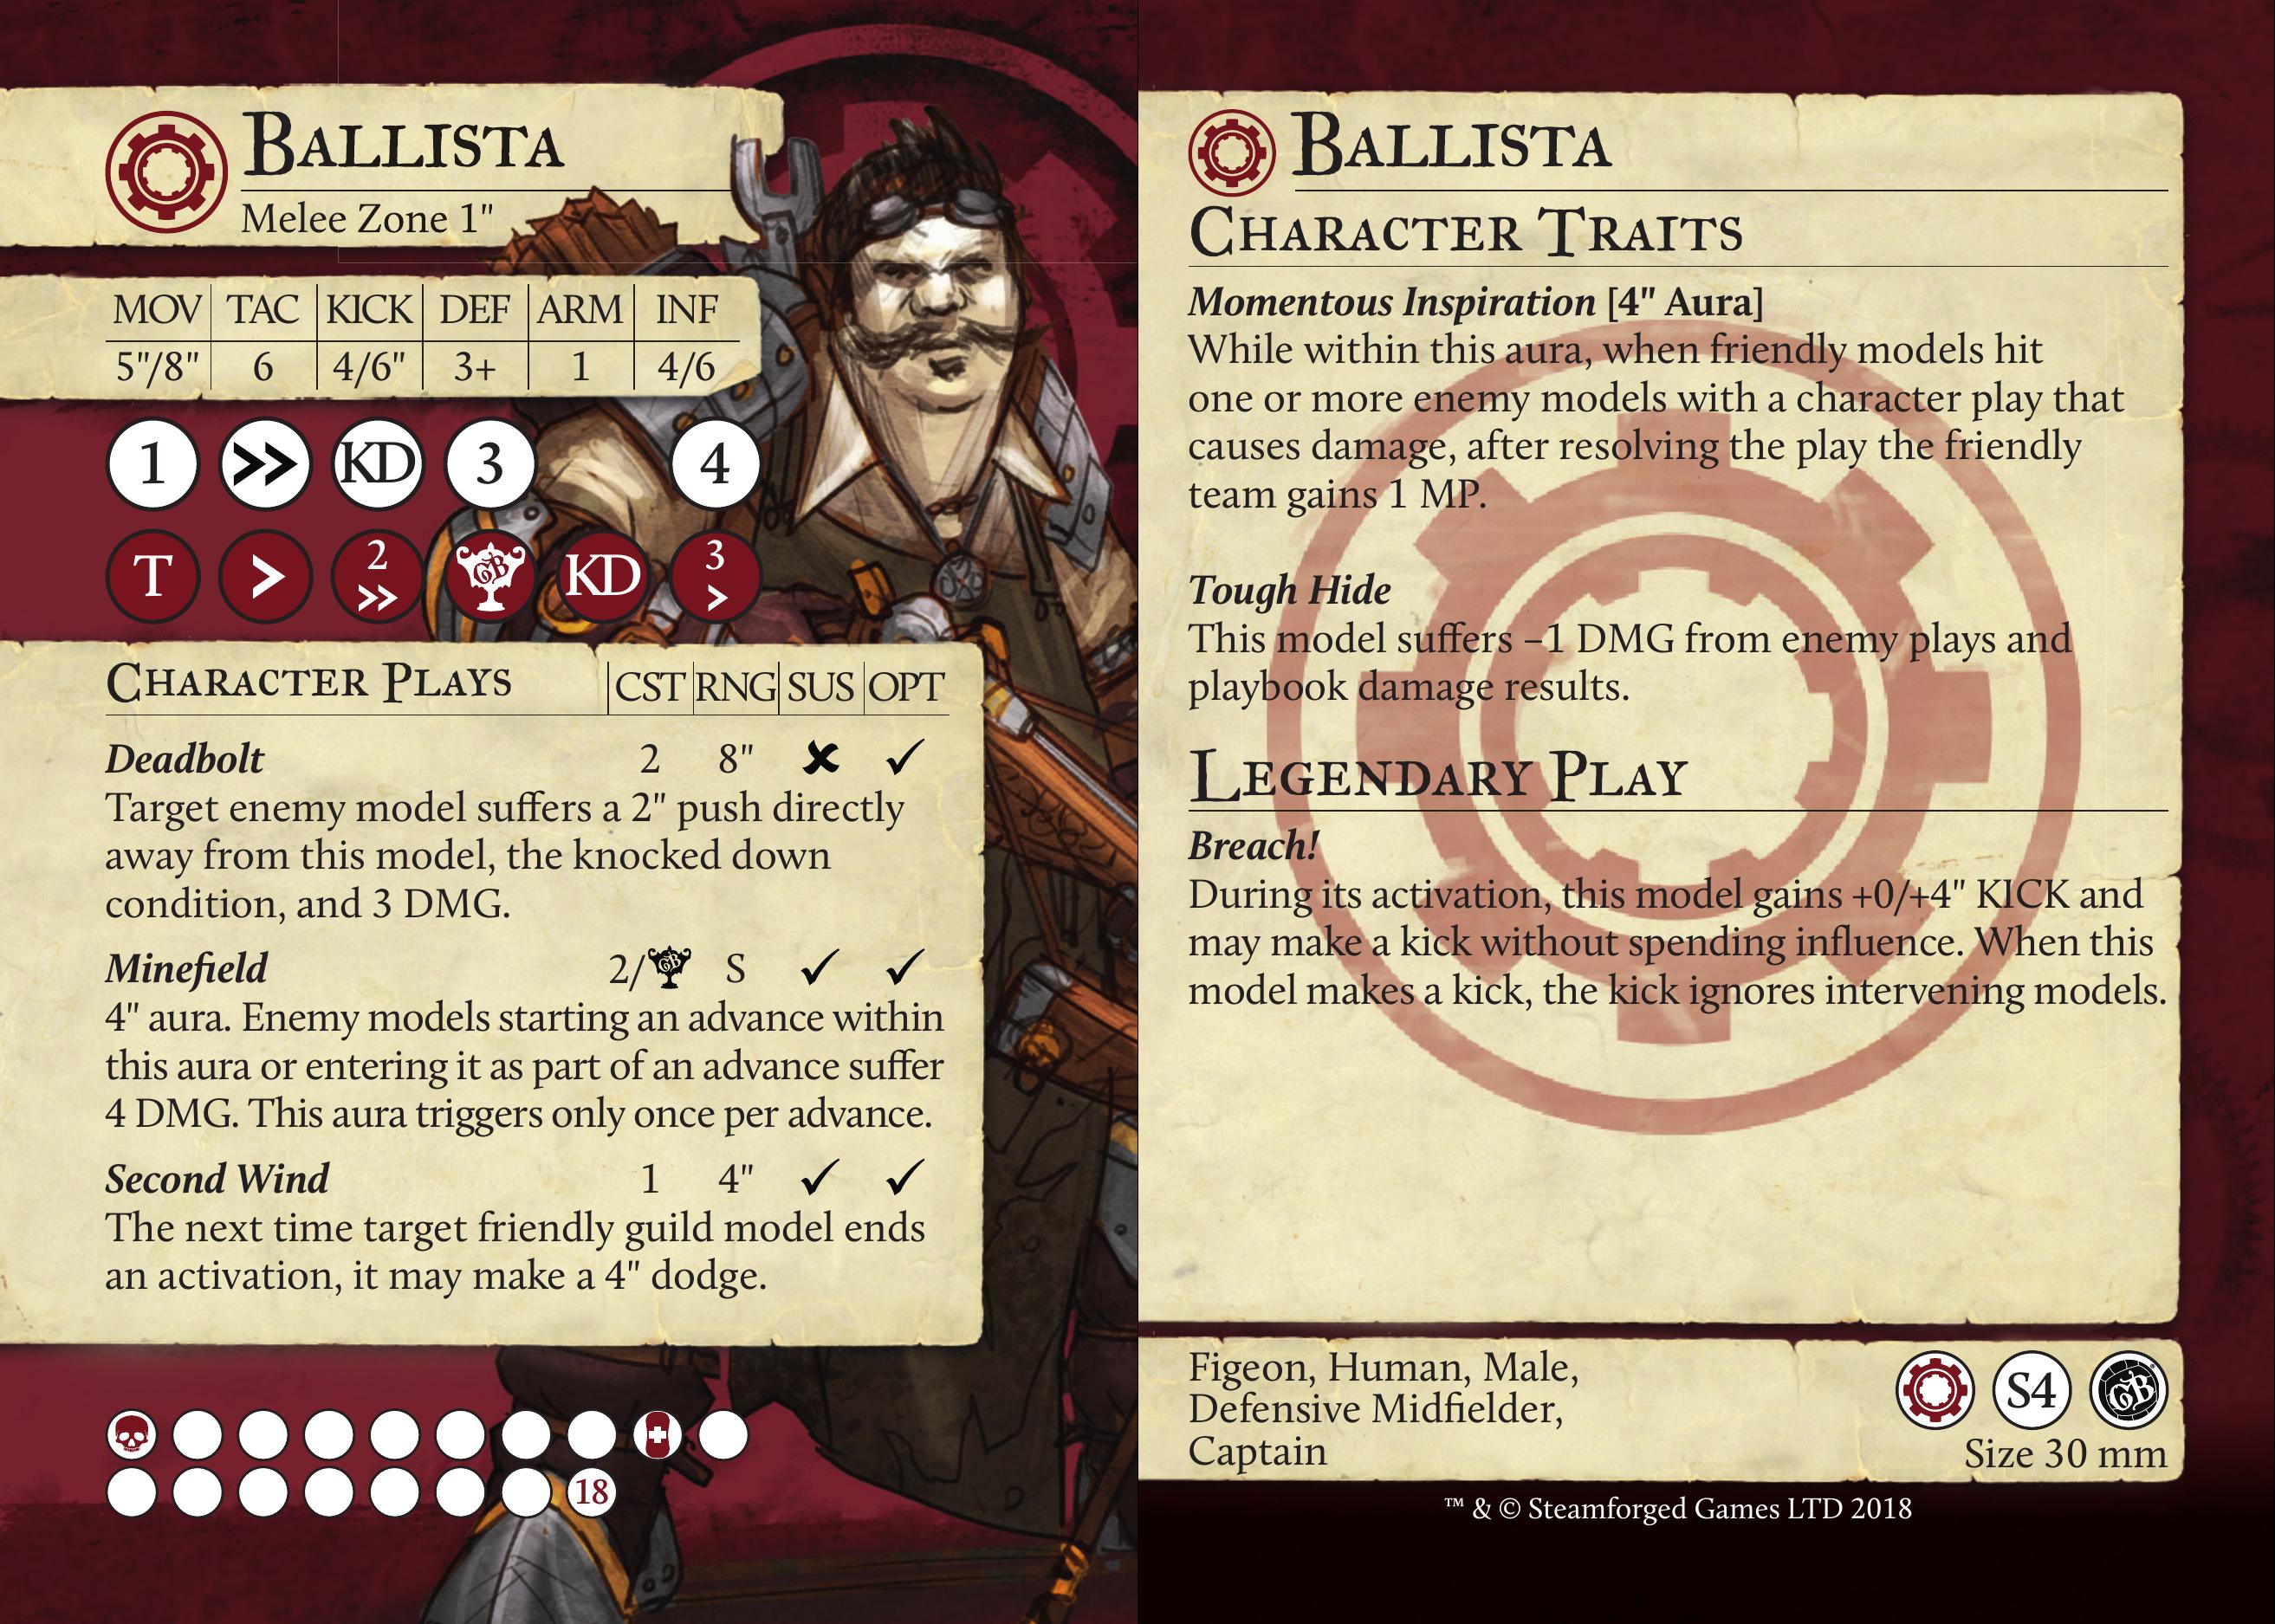 BALLISTA
Melee Zone 1"
MOV TAC KICK DEF ARM INF
5"/8" 6 4/6" 3+ 1 4/6
1 >> KD 3 4
T > 2 >> GB KD 3 >
CHARACTER PLAYS CST RNG SUS OPT
Deadbolt 2 8" ✘ ✓
Target enemy model suffers a 2" push directly
away from this model, the knocked down
condition, and 3 DMG.
Minefield 2/GB S ✓ ✓
4" aura. Enemy models starting an advance within
this aura or entering it as part of an advance suffer
4 DMG. This aura triggers only once per advance.
Second Wind 1 4" ✓ ✓
The next time target friendly guild model ends
an activation, it may make a 4" dodge.
18
BALLISTA
CHARACTER TRAITS
Momentous Inspiration [4" Aura]
While within this aura, when friendly models hit
one or more enemy models with a character play that
causes damage, after resolving the play the friendly
team gains 1 MP.
Tough Hide
This model suffers –1 DMG from enemy plays and
playbook damage results.
LEGENDARY PLAY
Breach!
During its activation, this model gains +0/+4" KICK and
may make a kick without spending influence. When this
model makes a kick, the kick ignores intervening models.
Figeon, Human, Male,
Defensive Midfielder,
Captain
S4 GB
Size 30 mm
™ & © Steamforged Games LTD 2018